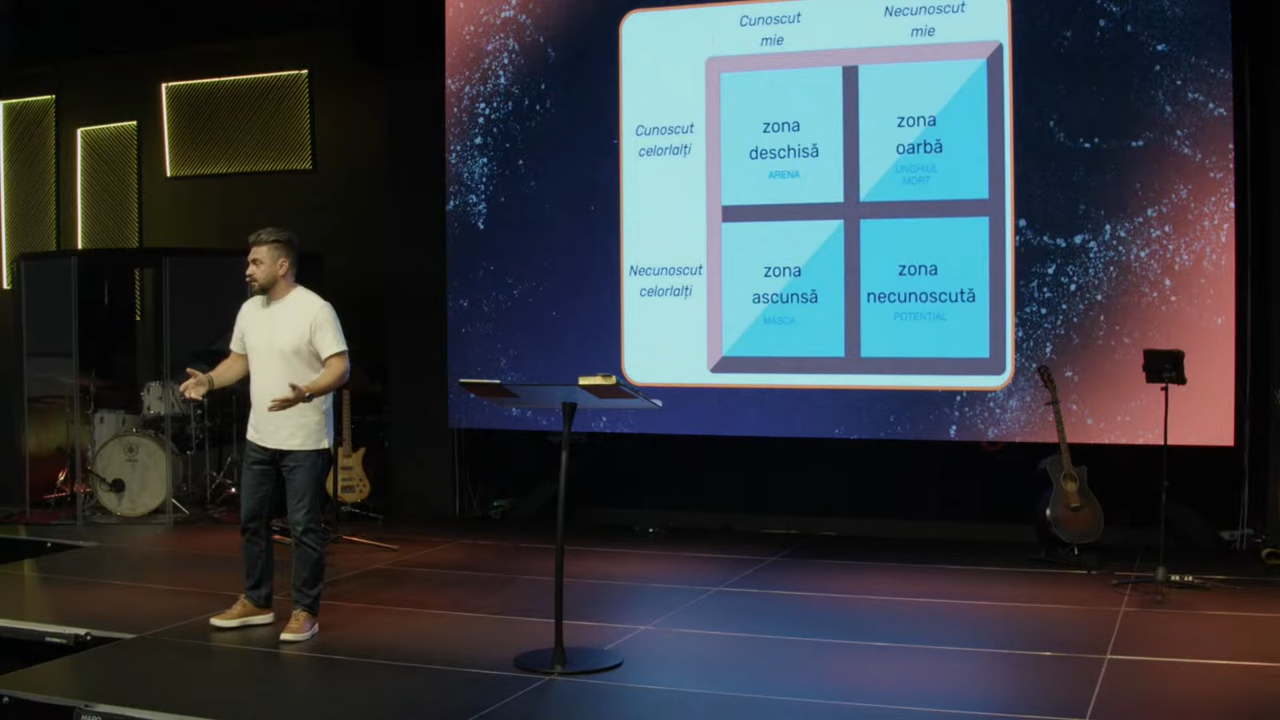 Cunoscut
mie
Necunoscut
mie
Cunoscut
celorlalți
zona
deschisă
ARENA
zona
oarbă
UNGHIUL
MORT
Necunoscut
celorlalți
zona
ascunsă
MASCA
zona
necunoscută
POTENTIAL